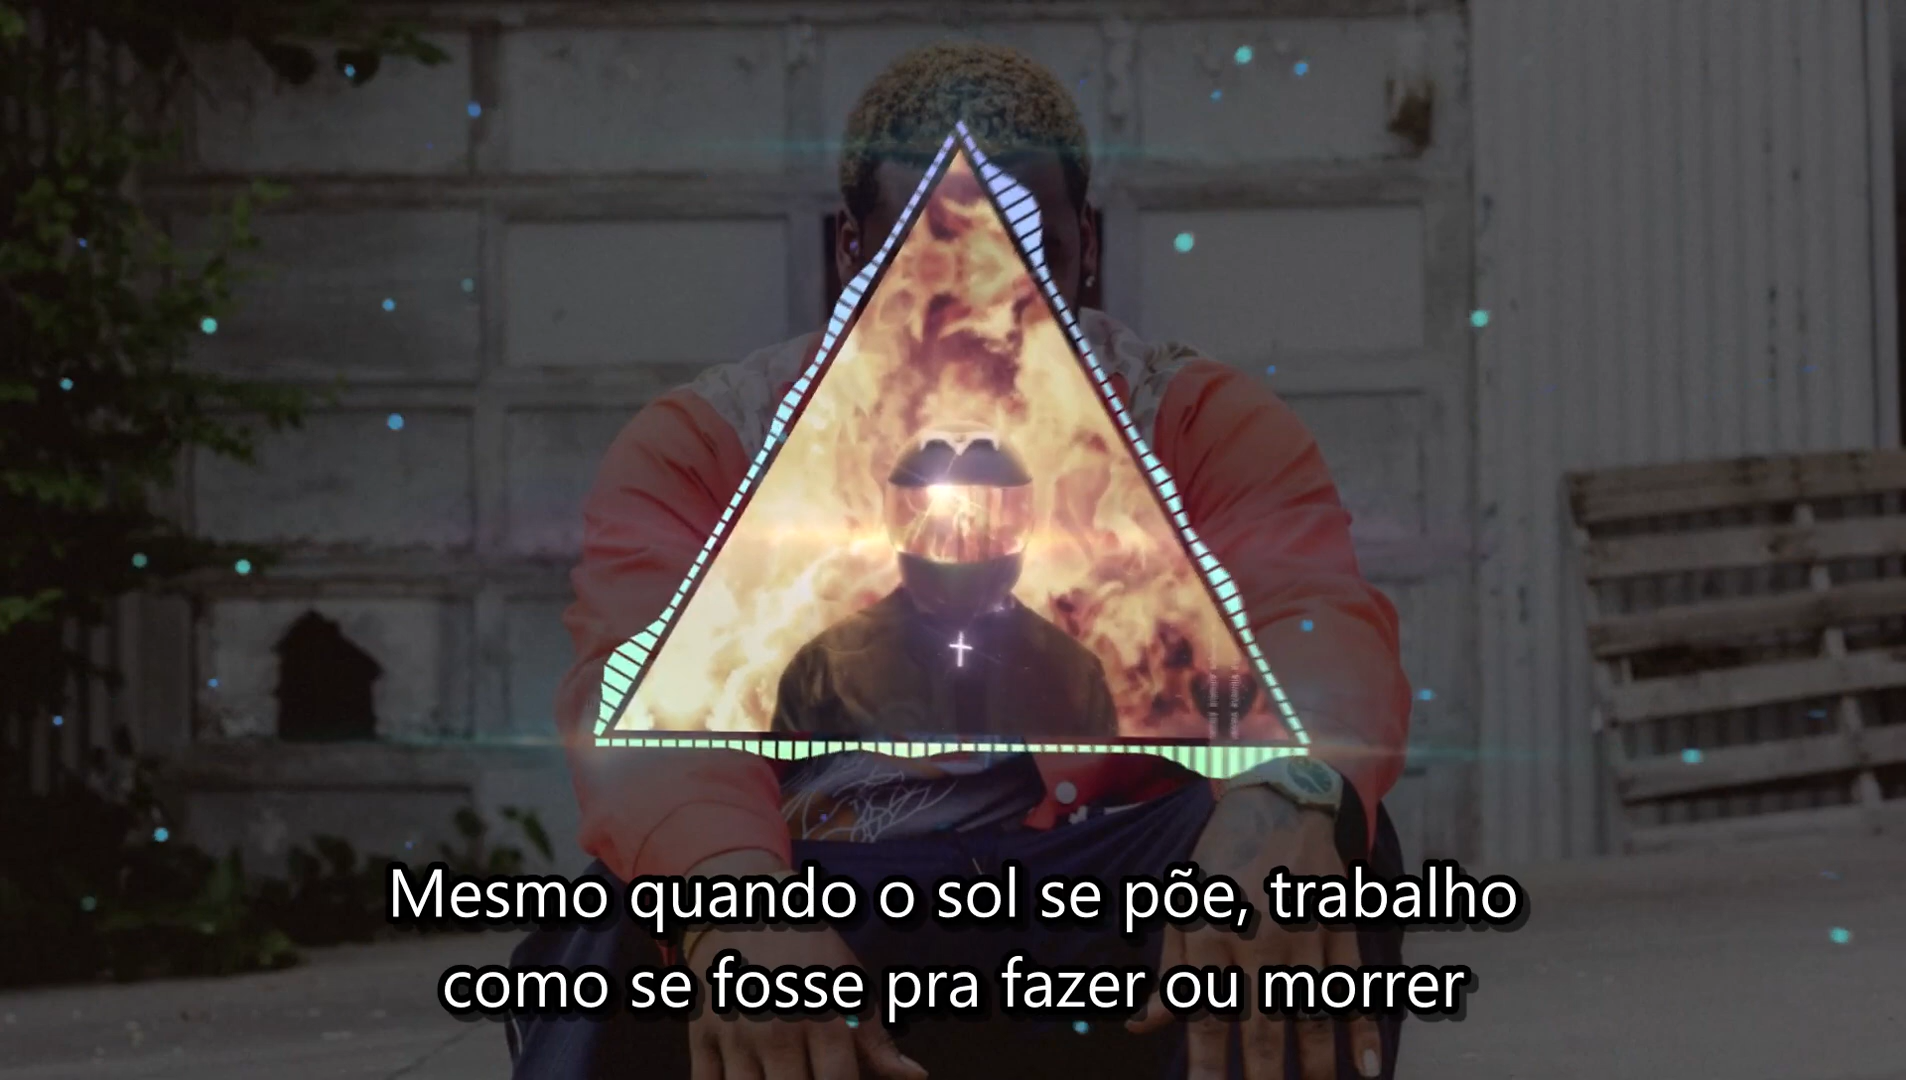 Mesmo quando o sol se põe, trabalho
como se fosse pra fazer ou morrer